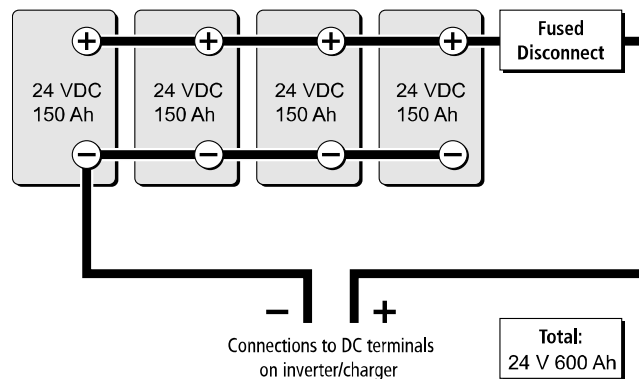 + + + +
Fused
Disconnect
24 VDC
150 Ah
24 VDC
150 Ah
24 VDC
150 Ah
24 VDC
150 Ah
− − − −
− +
Connections to DC terminals
on inverter/charger
Total:
24 V 600 Ah